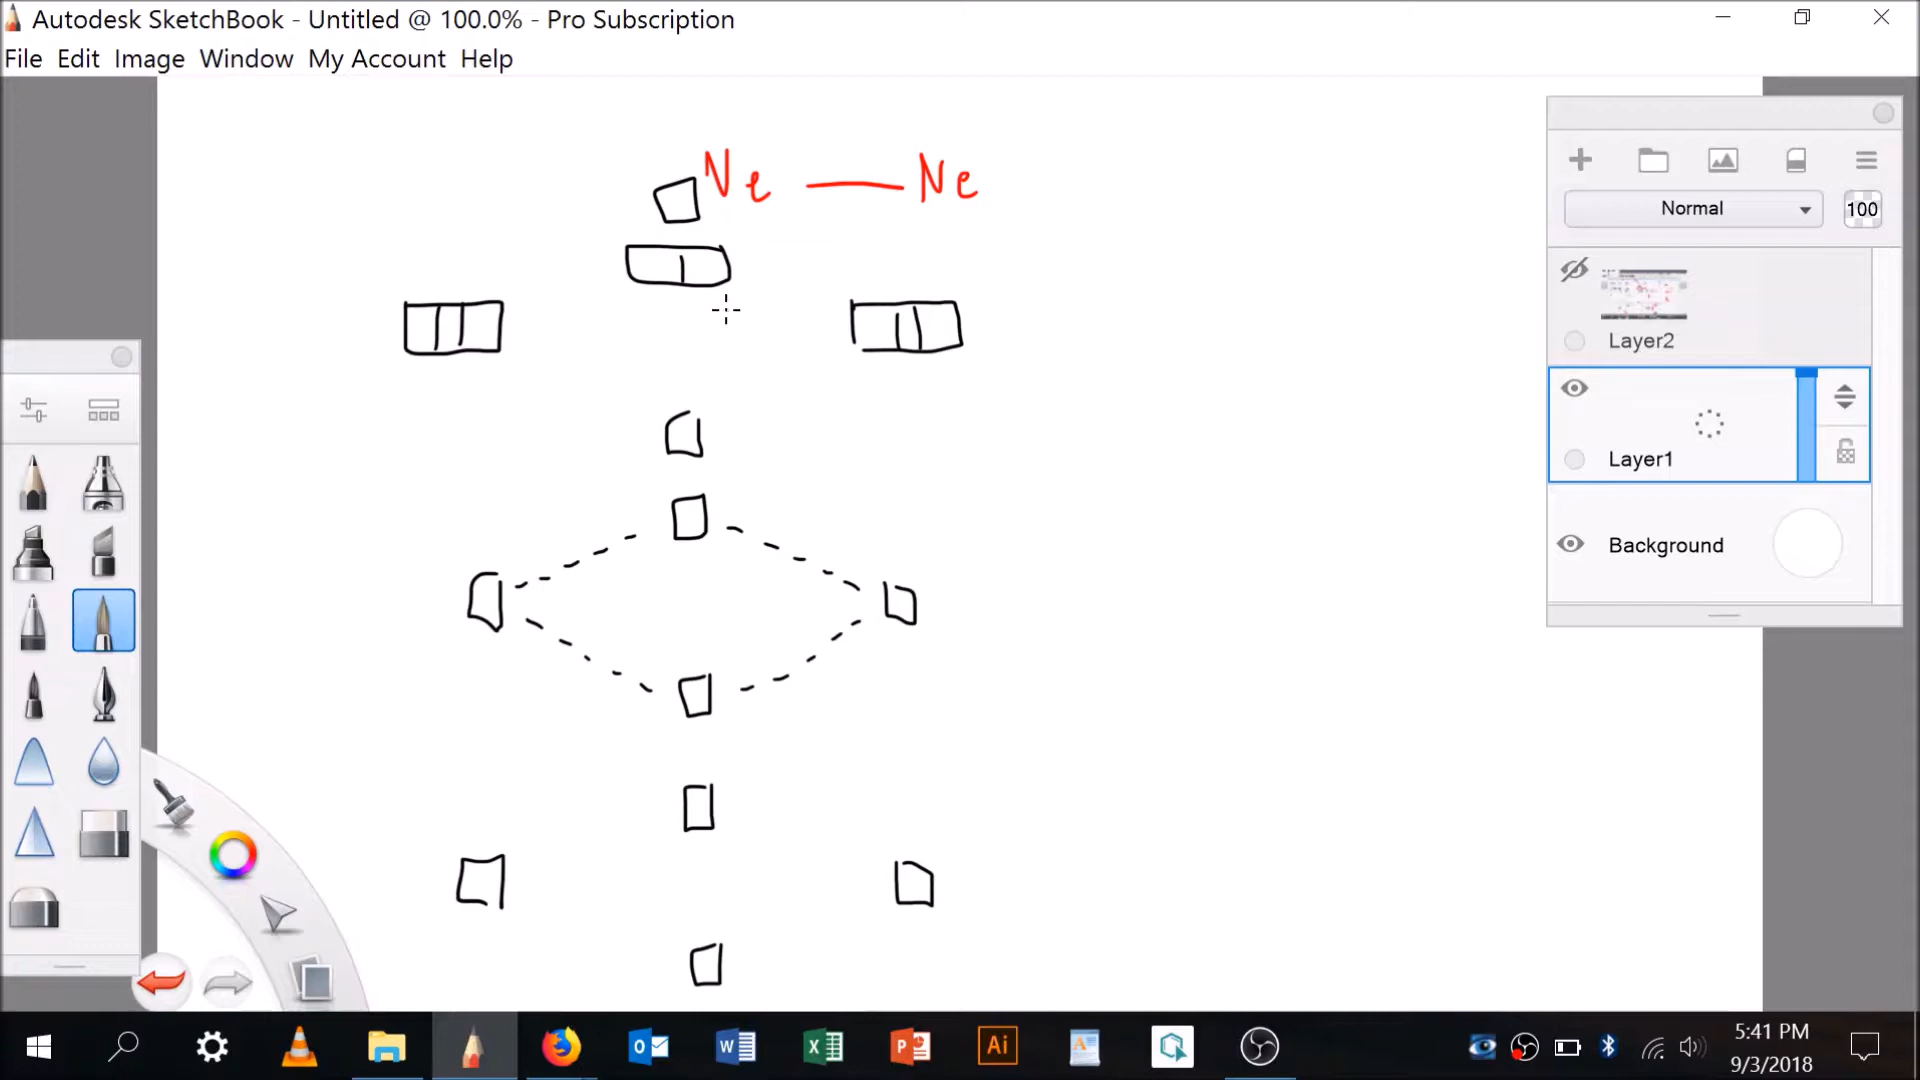 Autodesk SketchBook - Untitled @ 100.0% - Pro Subscription
File Edit Image Window My Account Help
Ne — Ne
Normal
100
Layer2
Layer1
Background
5:41 PM
9/3/2018